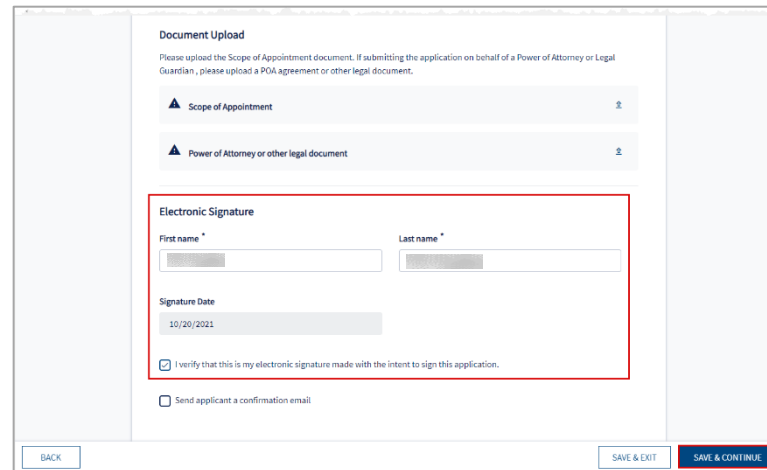 Document Upload
Please upload the Scope of Appointment document. If submitting the application on behalf of a Power of Attorney or Legal
Guardian , please upload a POA agreement or other legal document.
Scope of Appointment
Power of Attorney or other legal document
Electronic Signature
First name *
Last name *
Signature Date
10/20/2021
I verify that this is my electronic signature made with the intent to sign this application.
Send applicant a confirmation email
BACK
SAVE & EXIT
SAVE & CONTINUE